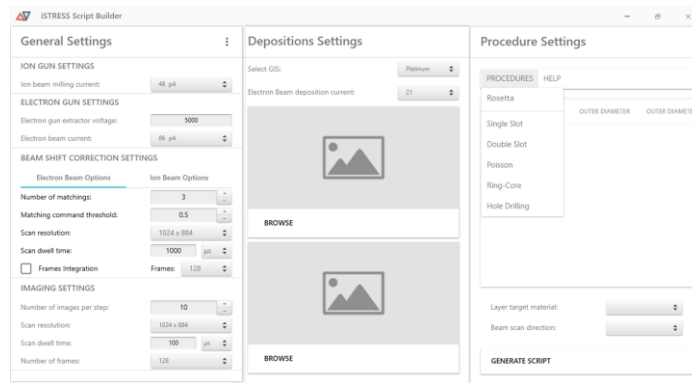 iSTRESS Script Builder
General Settings
ION GUN SETTINGS
Ion beam milling current: 48 pA
ELECTRON GUN SETTINGS
Electron gun extractor voltage: 5000
Electron beam current: 86 pA
BEAM SHIFT CORRECTION SETTINGS
Electron Beam Options Ion Beam Options
Number of matchings: 3
Matching command threshold: 0.5
Scan resolution: 1024 x 884
Scan dwell time: 1000 µs
Frames Integration Frames: 128
IMAGING SETTINGS
Number of images per step: 10
Scan resolution: 1024 x 884
Scan dwell time: 100 µs
Number of frames: 128
Depositions Settings
Select GIS: Platinum
Electron Beam deposition current: 21
BROWSE
BROWSE
Procedure Settings
PROCEDURES HELP
OUTER DIAMETER OUTER DIAMETE
Rosetta
Single Slot
Double Slot
Poisson
Ring-Core
Hole Drilling
Layer target material:
Beam scan direction:
GENERATE SCRIPT